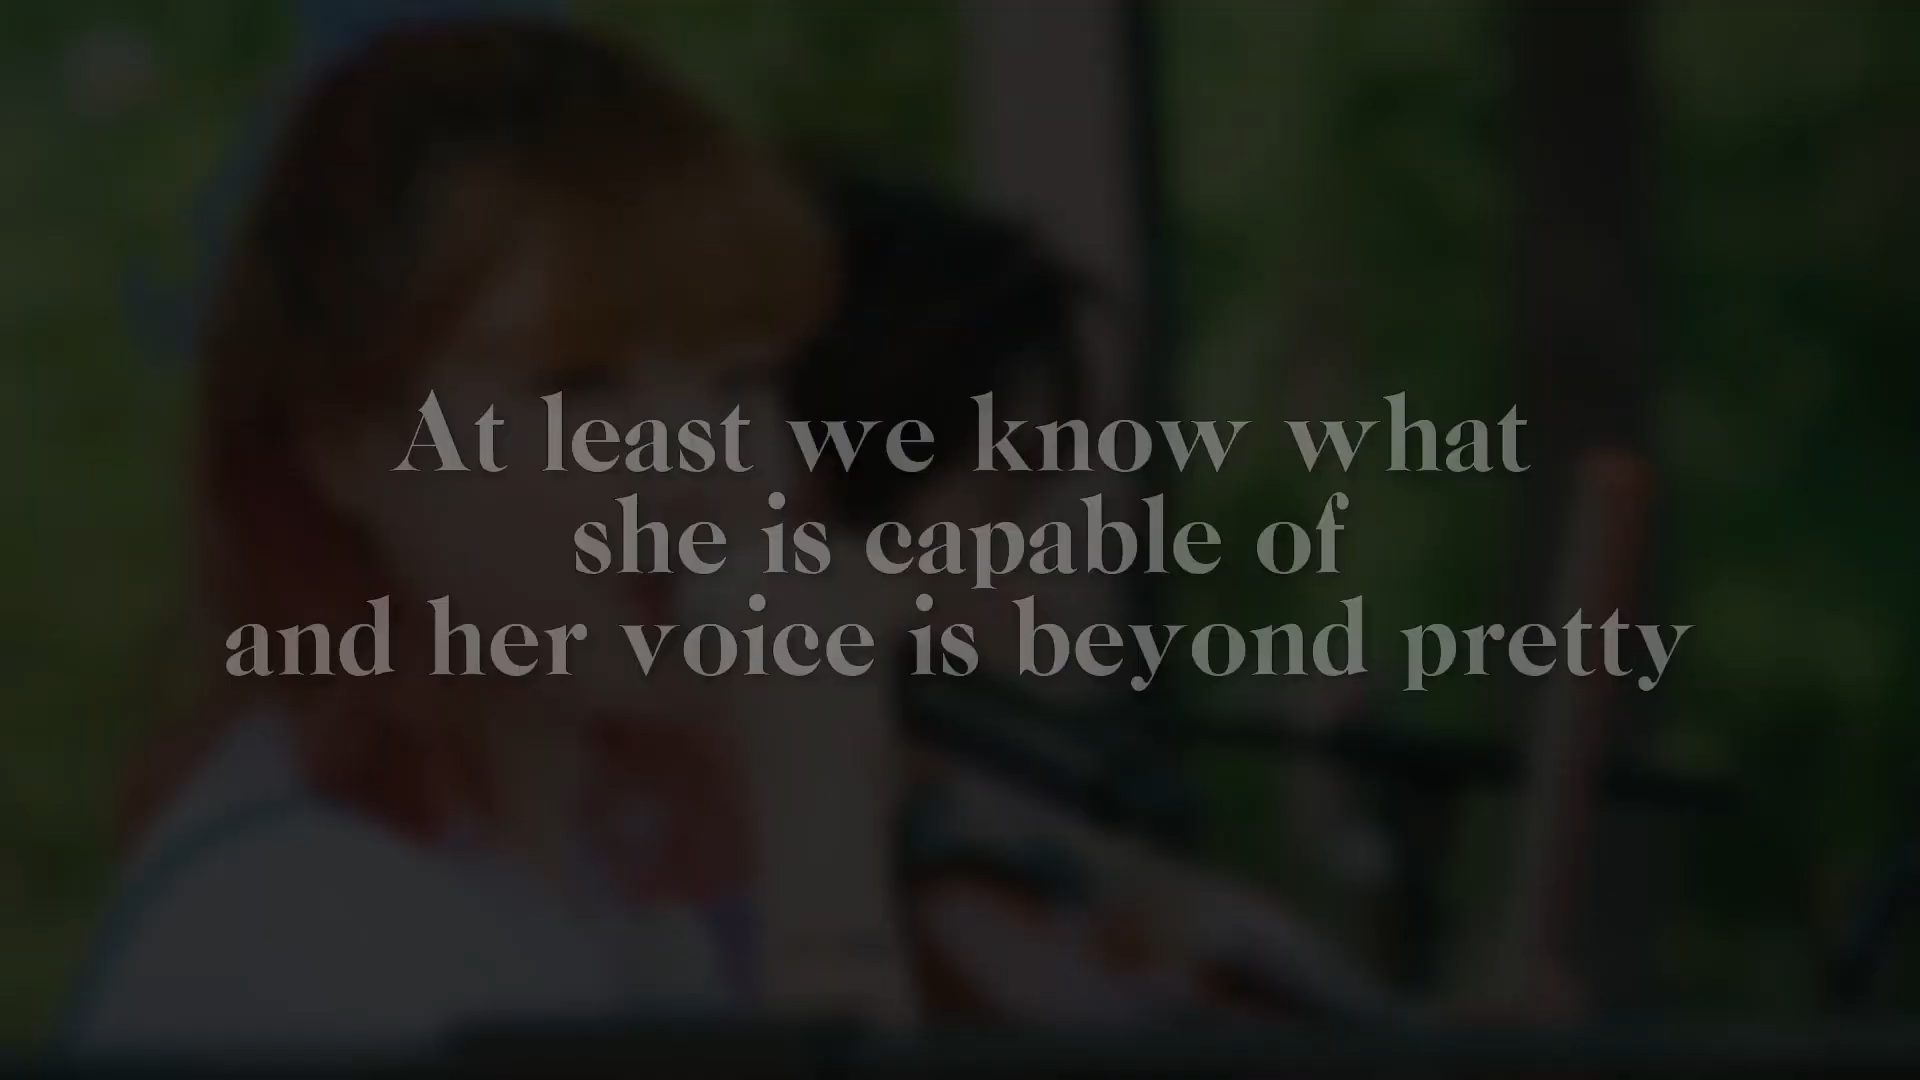 At least we know what
she is capable of
and her voice is beyond pretty